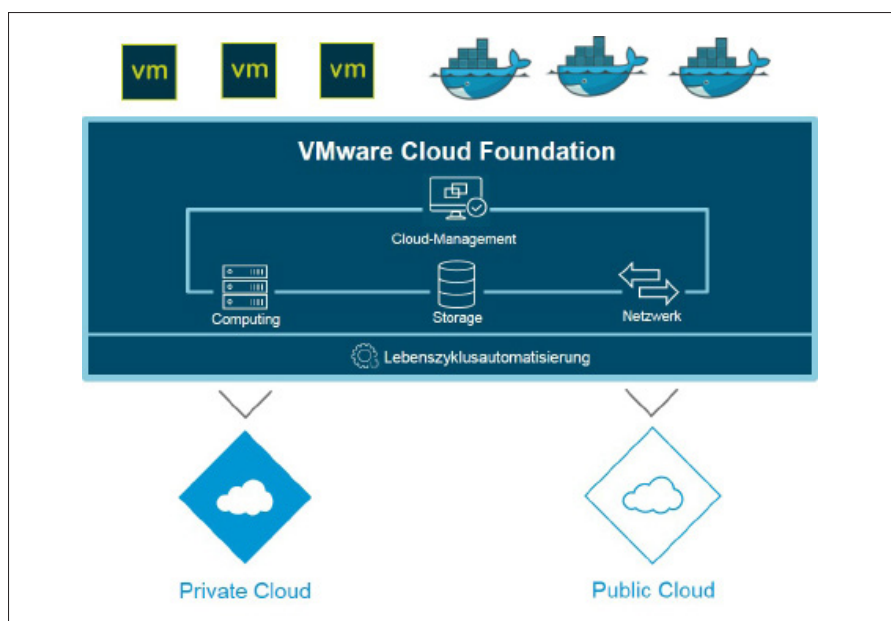 vm vm vm
VMware Cloud Foundation
Cloud-Management
Computing Storage Netzwerk
Lebenszyklusautomatisierung
Private Cloud Public Cloud